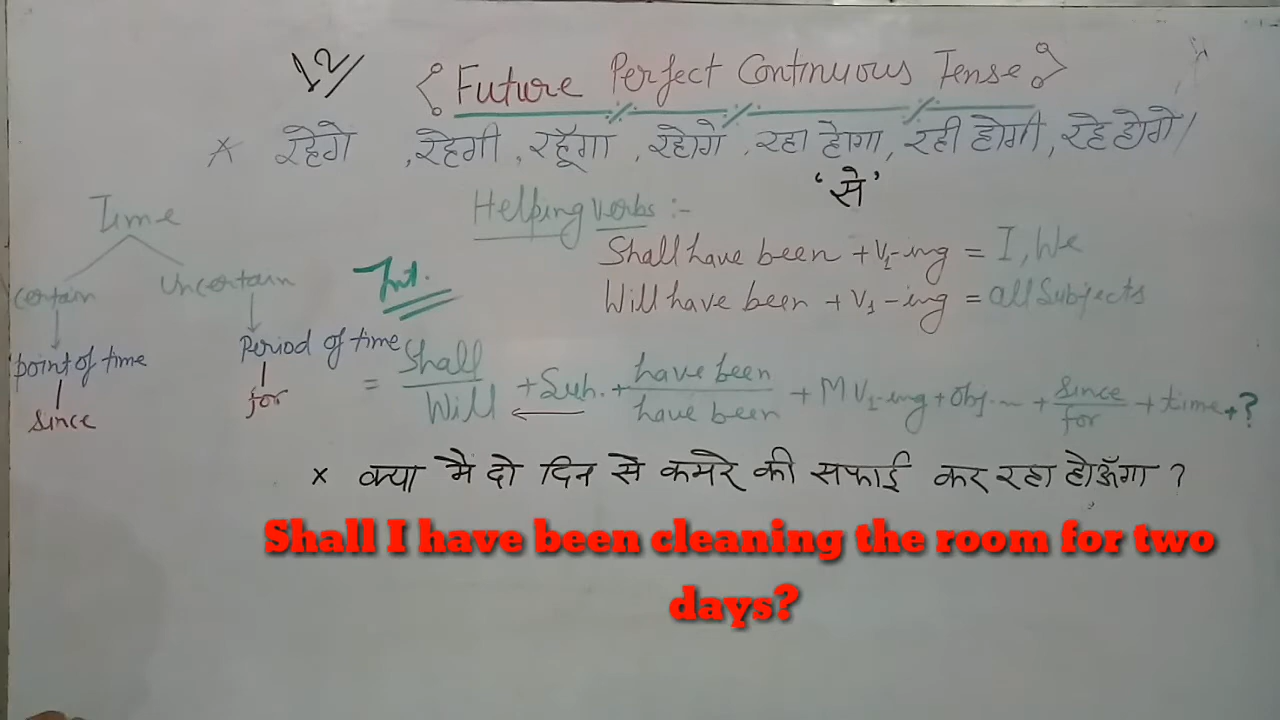 12/
{Future Perfect Continuous Tense}
* रहेगे, रहेगी, रहूँगा, रहोगे, रहा होगा, रही होगी, रहे होगे/
'से'
Time
Certain Uncertain
point of time Period of time
since for
Helping verbs :-
Shall have been + V1-ing = I, We
Will have been + V1-ing = all Subjects
Int.
= Shall/Will + Sub. + have been/have been + M V1-ing + Obj... + since/for + time + ?
× क्या मै दो दिन से कमरे की सफाई कर रहा होऊँगा ?
Shall I have been cleaning the room for two
days?